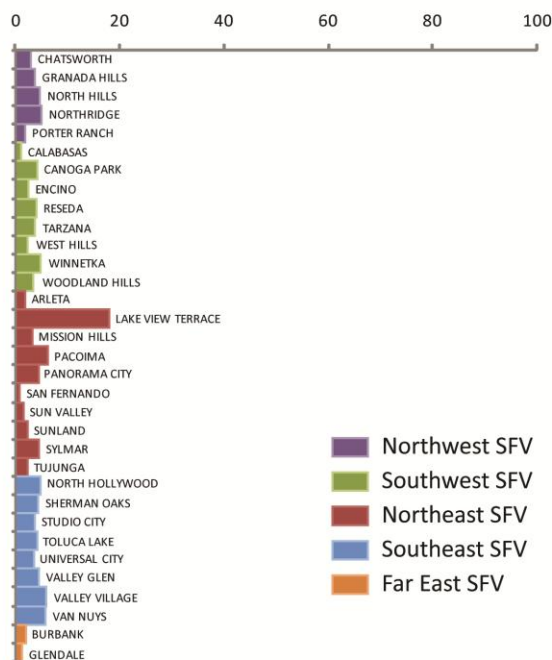 0 20 40 60 80 100
CHATSWORTH
GRANADA HILLS
NORTH HILLS
NORTHRIDGE
PORTER RANCH
CALABASAS
CANOGA PARK
ENCINO
RESEDA
TARZANA
WEST HILLS
WINNETKA
WOODLAND HILLS
ARLETA
LAKE VIEW TERRACE
MISSION HILLS
PACOIMA
PANORAMA CITY
SAN FERNANDO
SUN VALLEY
SUNLAND
SYLMAR
TUJUNGA
NORTH HOLLYWOOD
SHERMAN OAKS
STUDIO CITY
TOLUCA LAKE
UNIVERSAL CITY
VALLEY GLEN
VALLEY VILLAGE
VAN NUYS
BURBANK
GLENDALE
Northwest SFV
Southwest SFV
Northeast SFV
Southeast SFV
Far East SFV